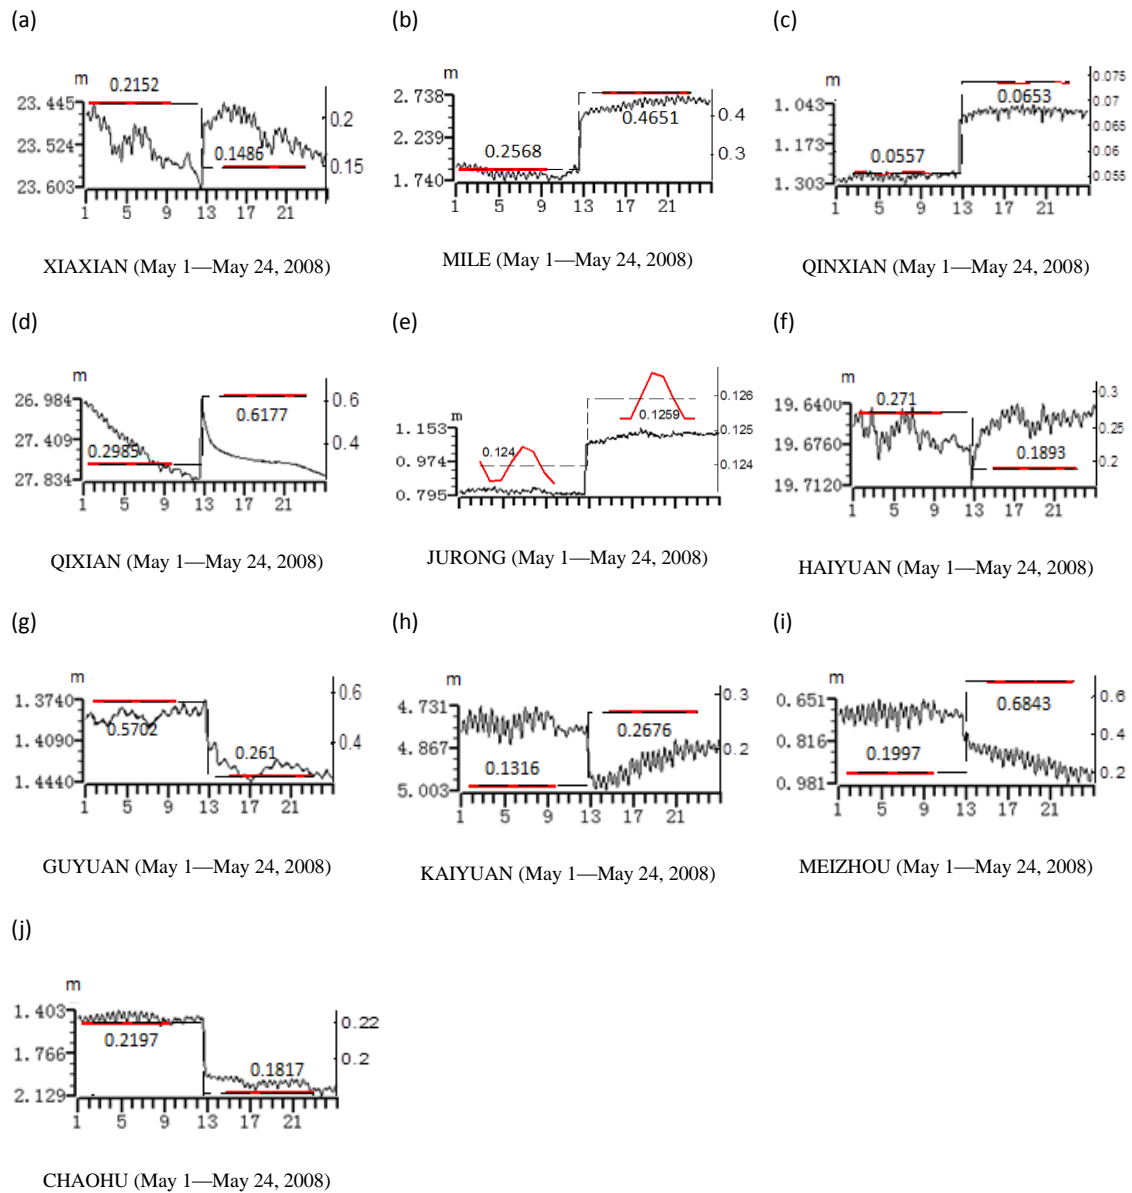 (a)
(b)
(c)
m
0.2152
23.445
23.524
23.603
0.2
0.15
0.1486
1 5 9 13 17 21
m
2.738
2.239
1.740
0.4
0.3
0.2568
0.4651
1 5 9 13 17 21
m
1.043
1.173
1.303
0.075
0.07
0.065
0.06
0.055
0.0557
0.0653
1 5 9 13 17 21
XIAXIAN (May 1—May 24, 2008)
MILE (May 1—May 24, 2008)
QINXIAN (May 1—May 24, 2008)
(d)
(e)
(f)
m
26.984
27.409
27.834
0.6
0.4
0.2985
0.6177
1 5 9 13 17 21
m
1.153
0.974
0.795
0.126
0.125
0.124
0.124
0.1259
m
19.6400
19.6760
19.7120
0.3
0.25
0.2
0.271
0.1893
1 5 9 13 17 21
QIXIAN (May 1—May 24, 2008)
JURONG (May 1—May 24, 2008)
HAIYUAN (May 1—May 24, 2008)
(g)
(h)
(i)
m
1.3740
1.4090
1.4440
0.6
0.4
0.5702
0.261
1 5 9 13 17 21
m
4.731
4.867
5.003
0.3
0.2
0.1316
0.2676
1 5 9 13 17 21
m
0.651
0.816
0.981
0.6
0.4
0.2
0.1997
0.6843
1 5 9 13 17 21
GUYUAN (May 1—May 24, 2008)
KAIYUAN (May 1—May 24, 2008)
MEIZHOU (May 1—May 24, 2008)
(j)
m
1.403
1.766
2.129
0.22
0.2
0.2197
0.1817
1 5 9 13 17 21
CHAOHU (May 1—May 24, 2008)